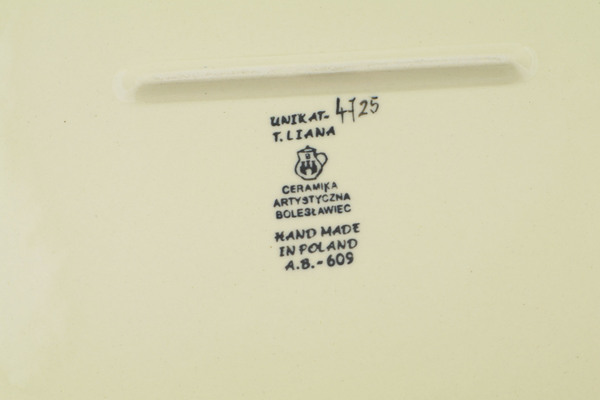 UNIKAT- 4725
T. LIANA
CERAMIKA
ARTYSTYCZNA
BOLESŁAWIEC
HAND MADE
IN POLAND
A.B.-609